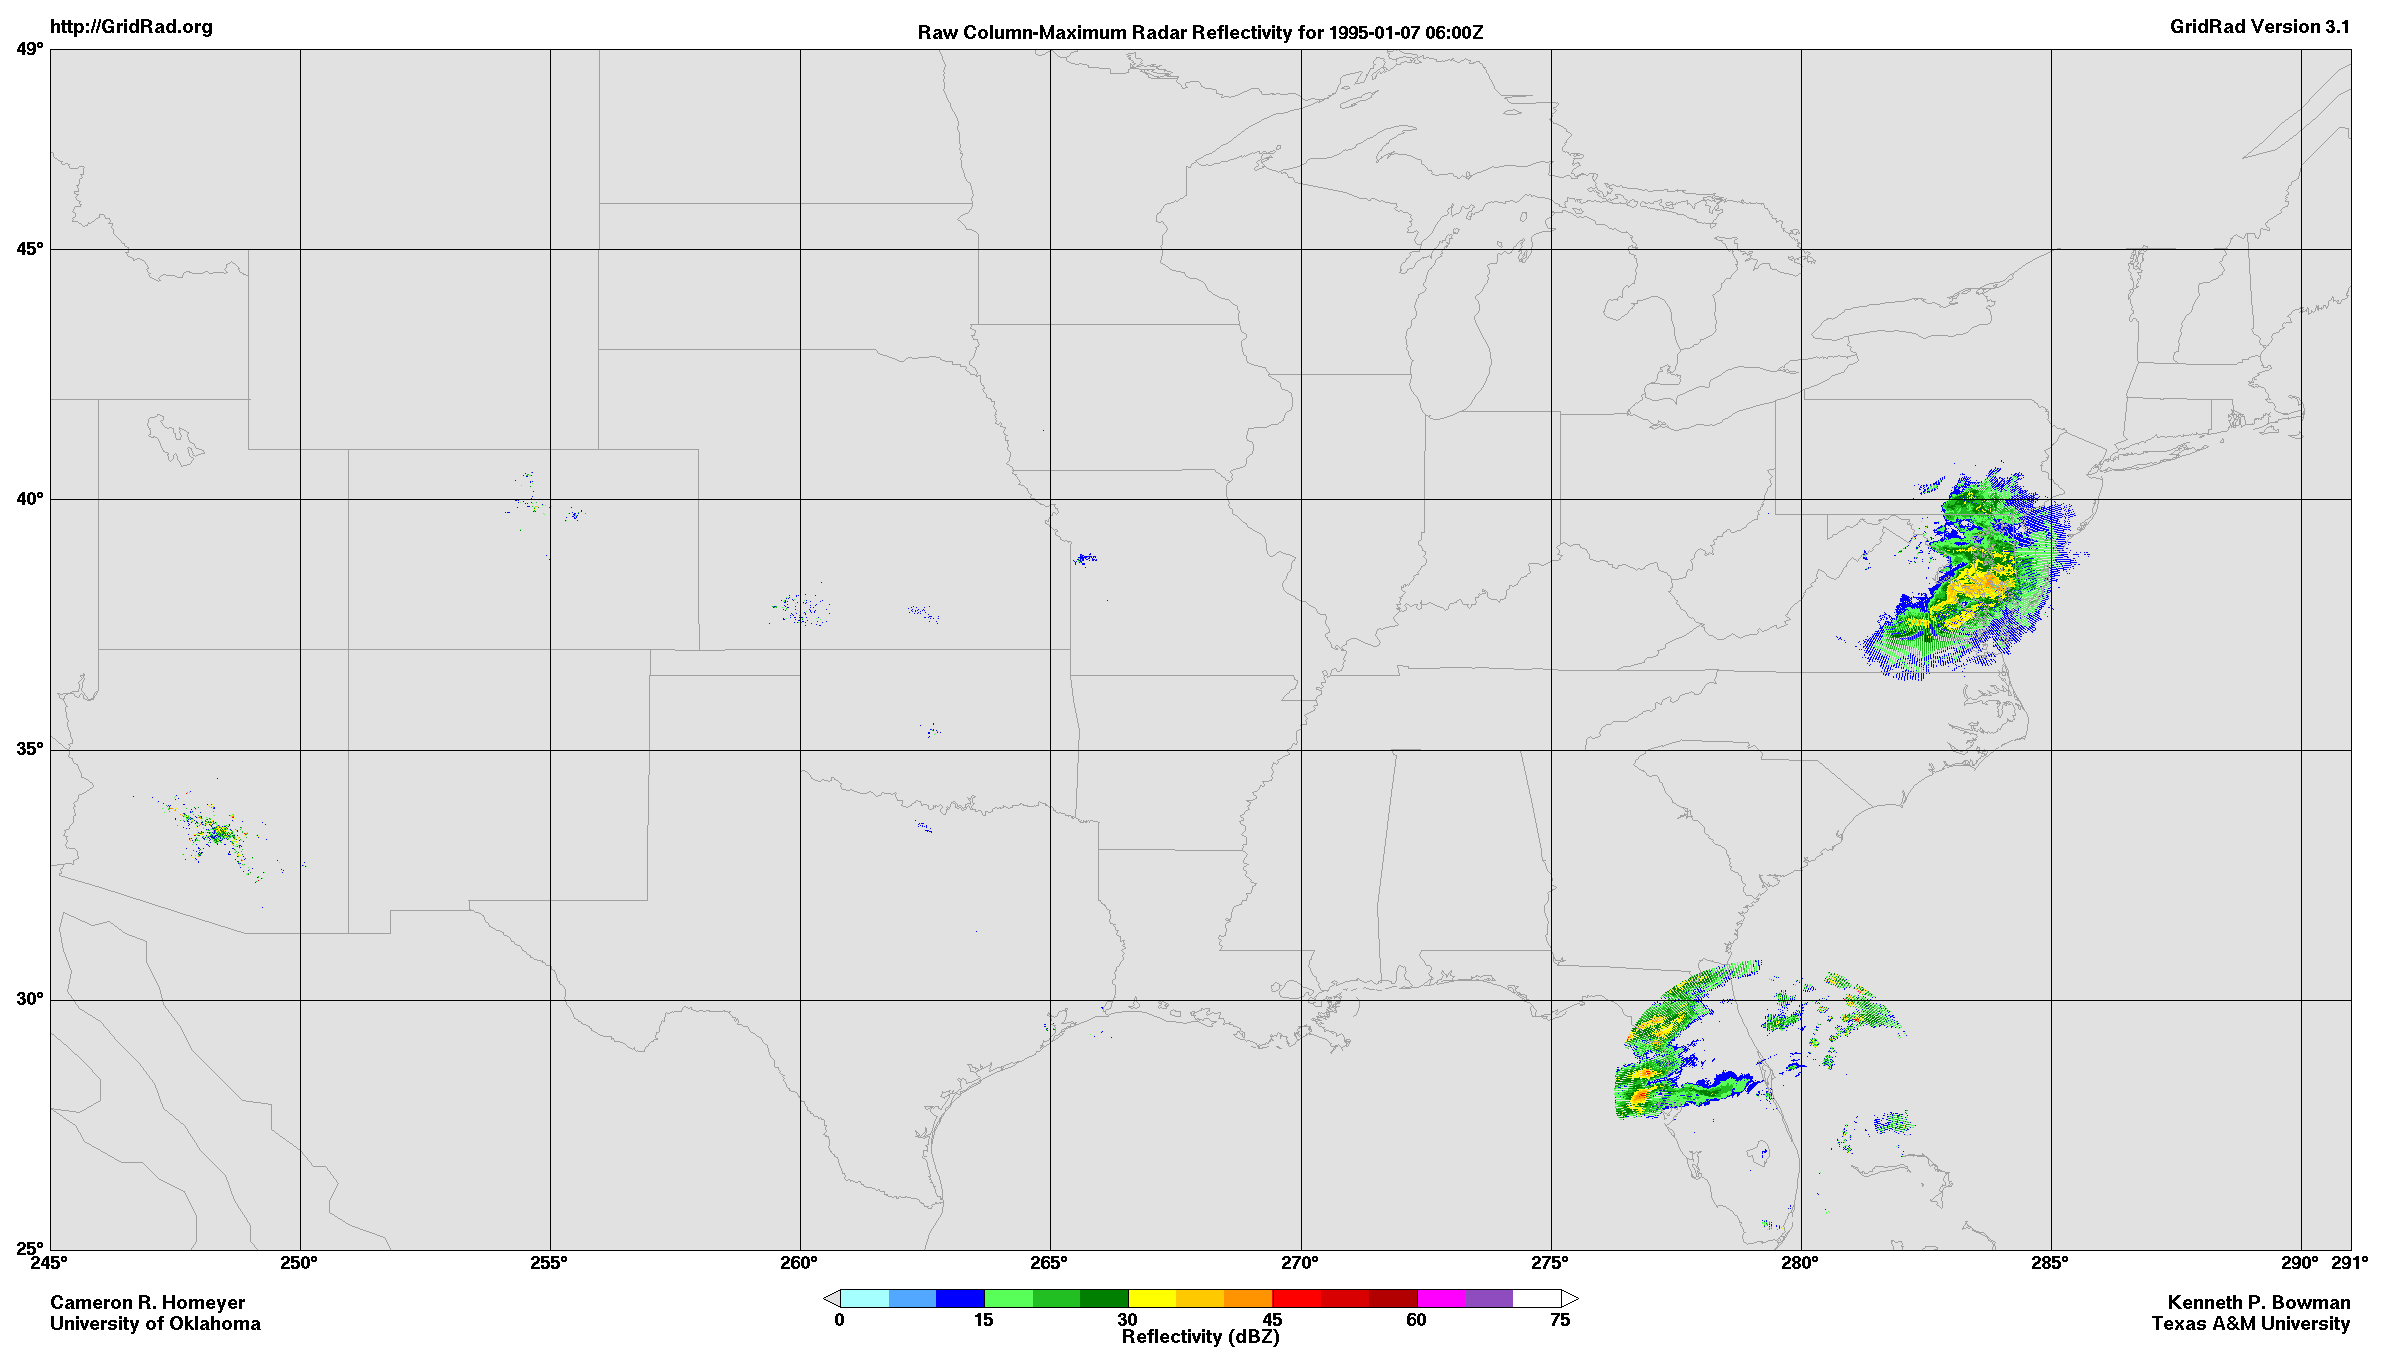 http://GridRad.org
Raw Column-Maximum Radar Reflectivity for 1995-01-07 06:00Z
GridRad Version 3.1
49°
45°
40°
35°
30°
25°
245° 250° 255° 260° 265° 270° 275° 280° 285° 290° 291°
0 15 30 45 60 75
Reflectivity (dBZ)
Cameron R. Homeyer
University of Oklahoma
Kenneth P. Bowman
Texas A&M University